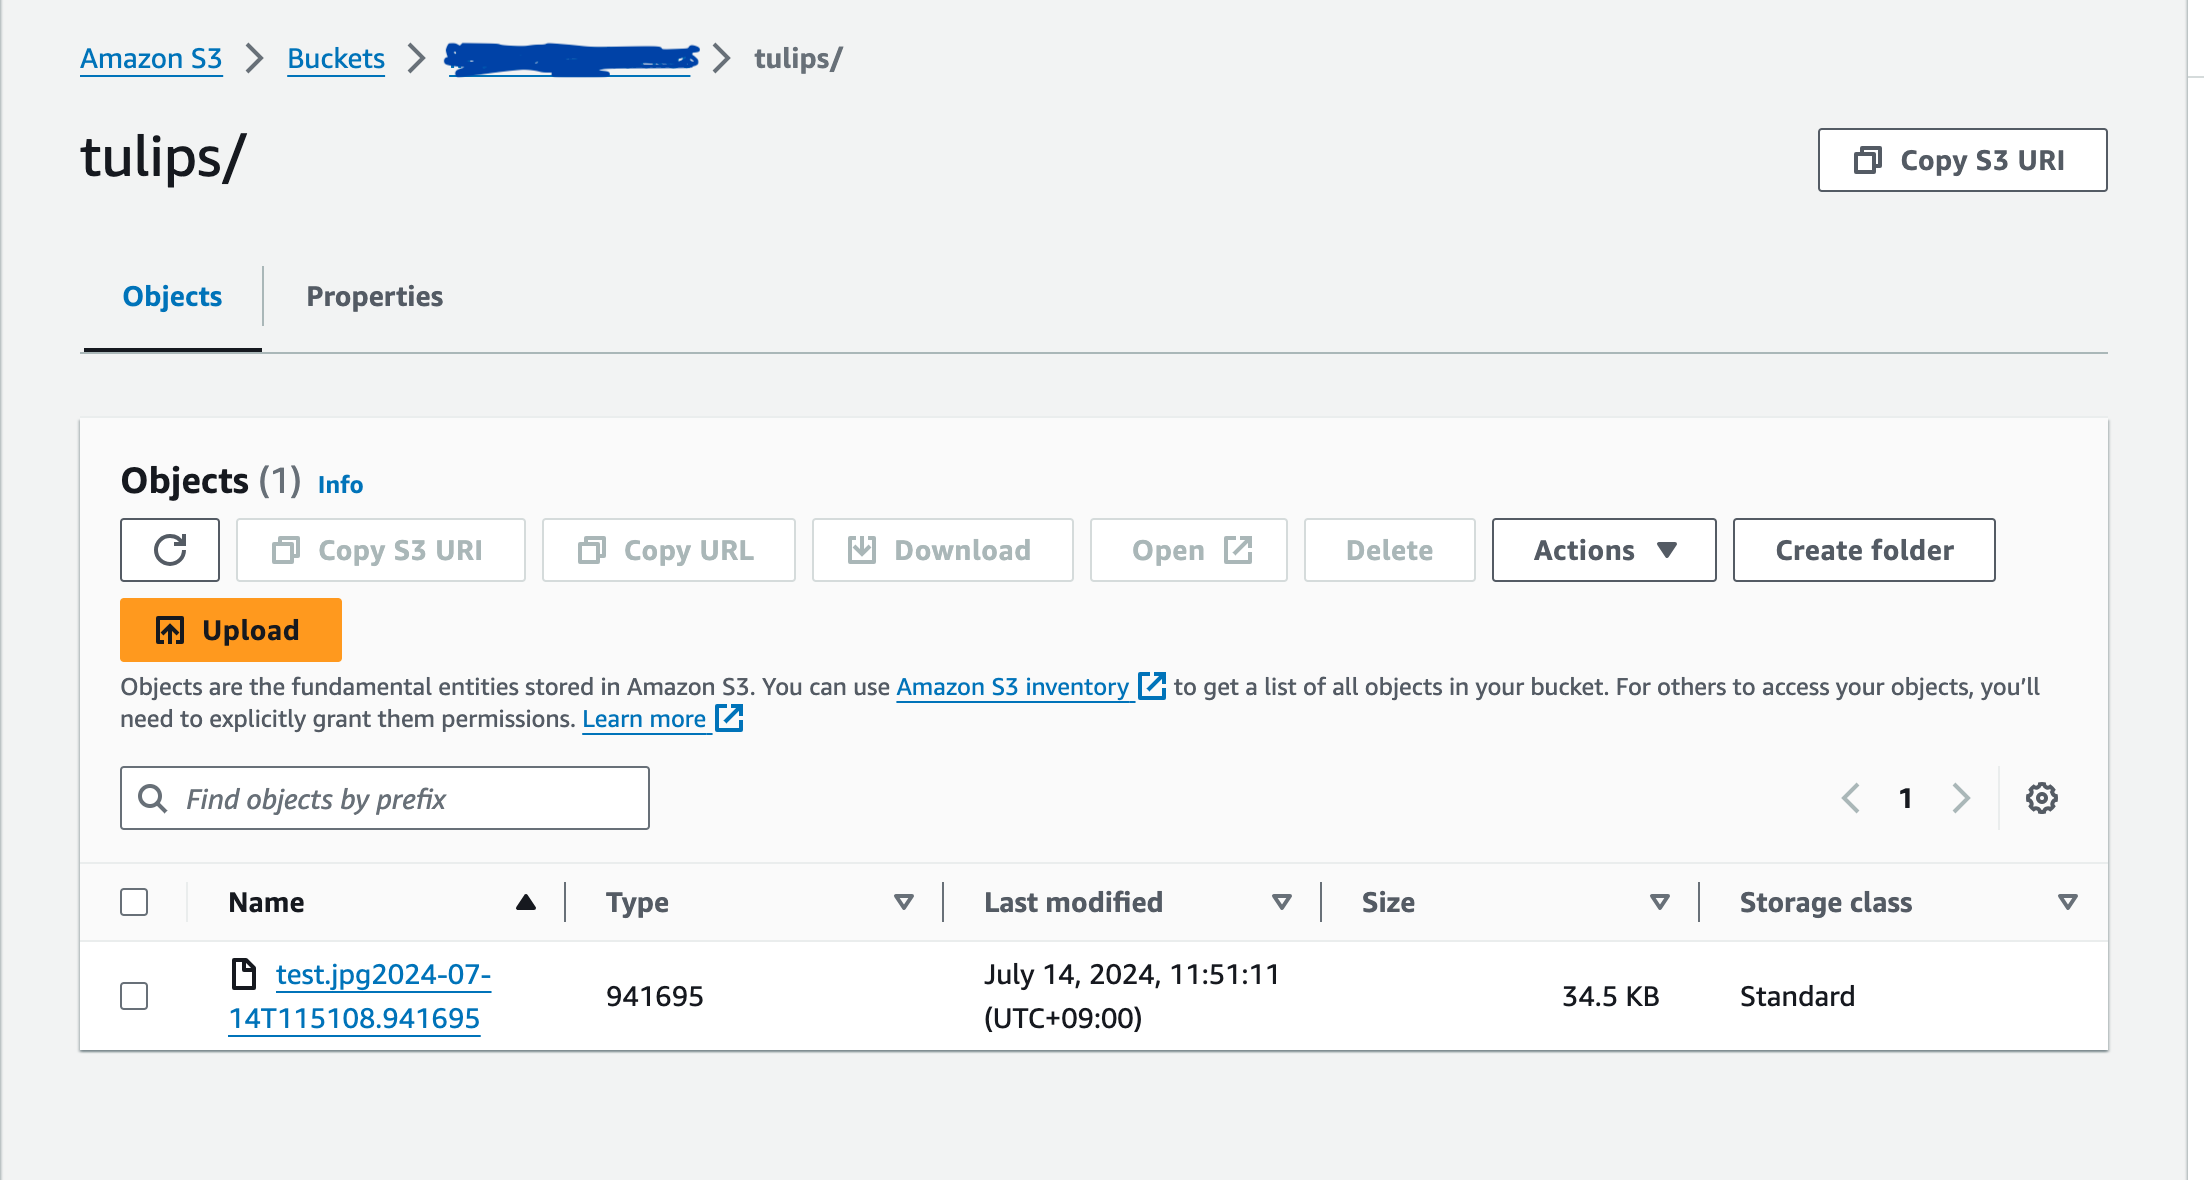 Amazon S3 > Buckets > > tulips/
tulips/
Copy S3 URI
Objects
Properties
Objects (1) Info
Copy S3 URI
Copy URL
Download
Open
Delete
Actions
Create folder
Upload
Objects are the fundamental entities stored in Amazon S3. You can use Amazon S3 inventory to get a list of all objects in your bucket. For others to access your objects, you’ll
need to explicitly grant them permissions. Learn more
Find objects by prefix
1
Name
Type
Last modified
Size
Storage class
test.jpg2024-07-
14T115108.941695
941695
July 14, 2024, 11:51:11
(UTC+09:00)
34.5 KB
Standard